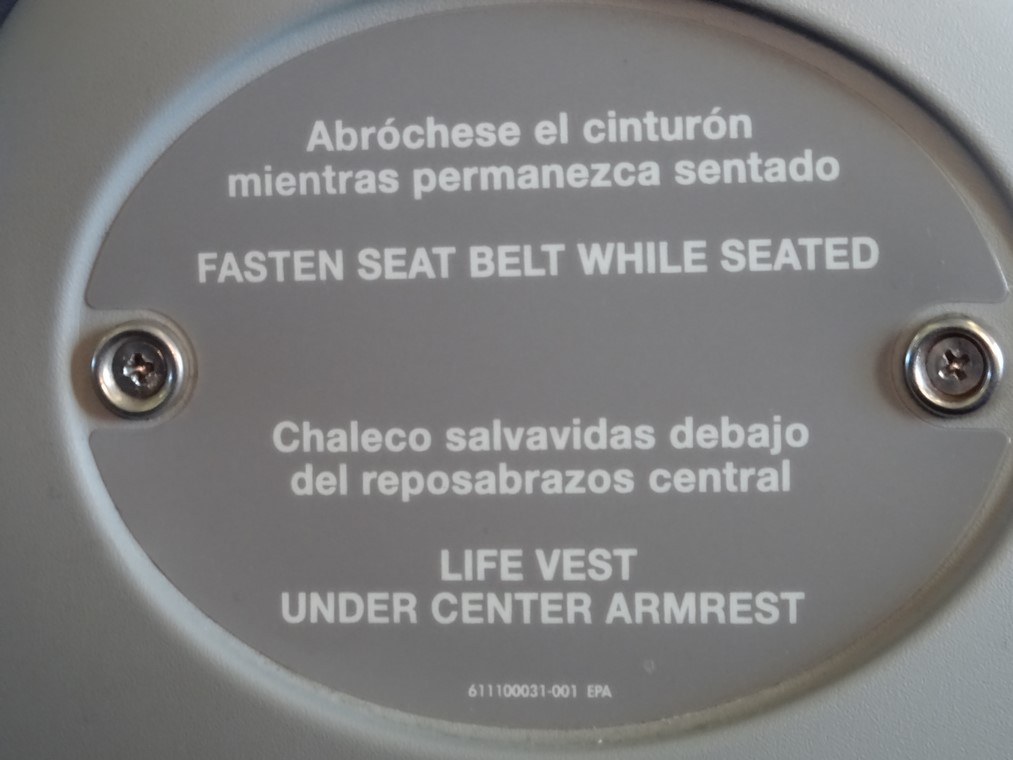 Abróchese el cinturón
mientras permanezca sentado
FASTEN SEAT BELT WHILE SEATED
Chaleco salvavidas debajo
del reposabrazos central
LIFE VEST
UNDER CENTER ARMREST
611100031-001 EPA